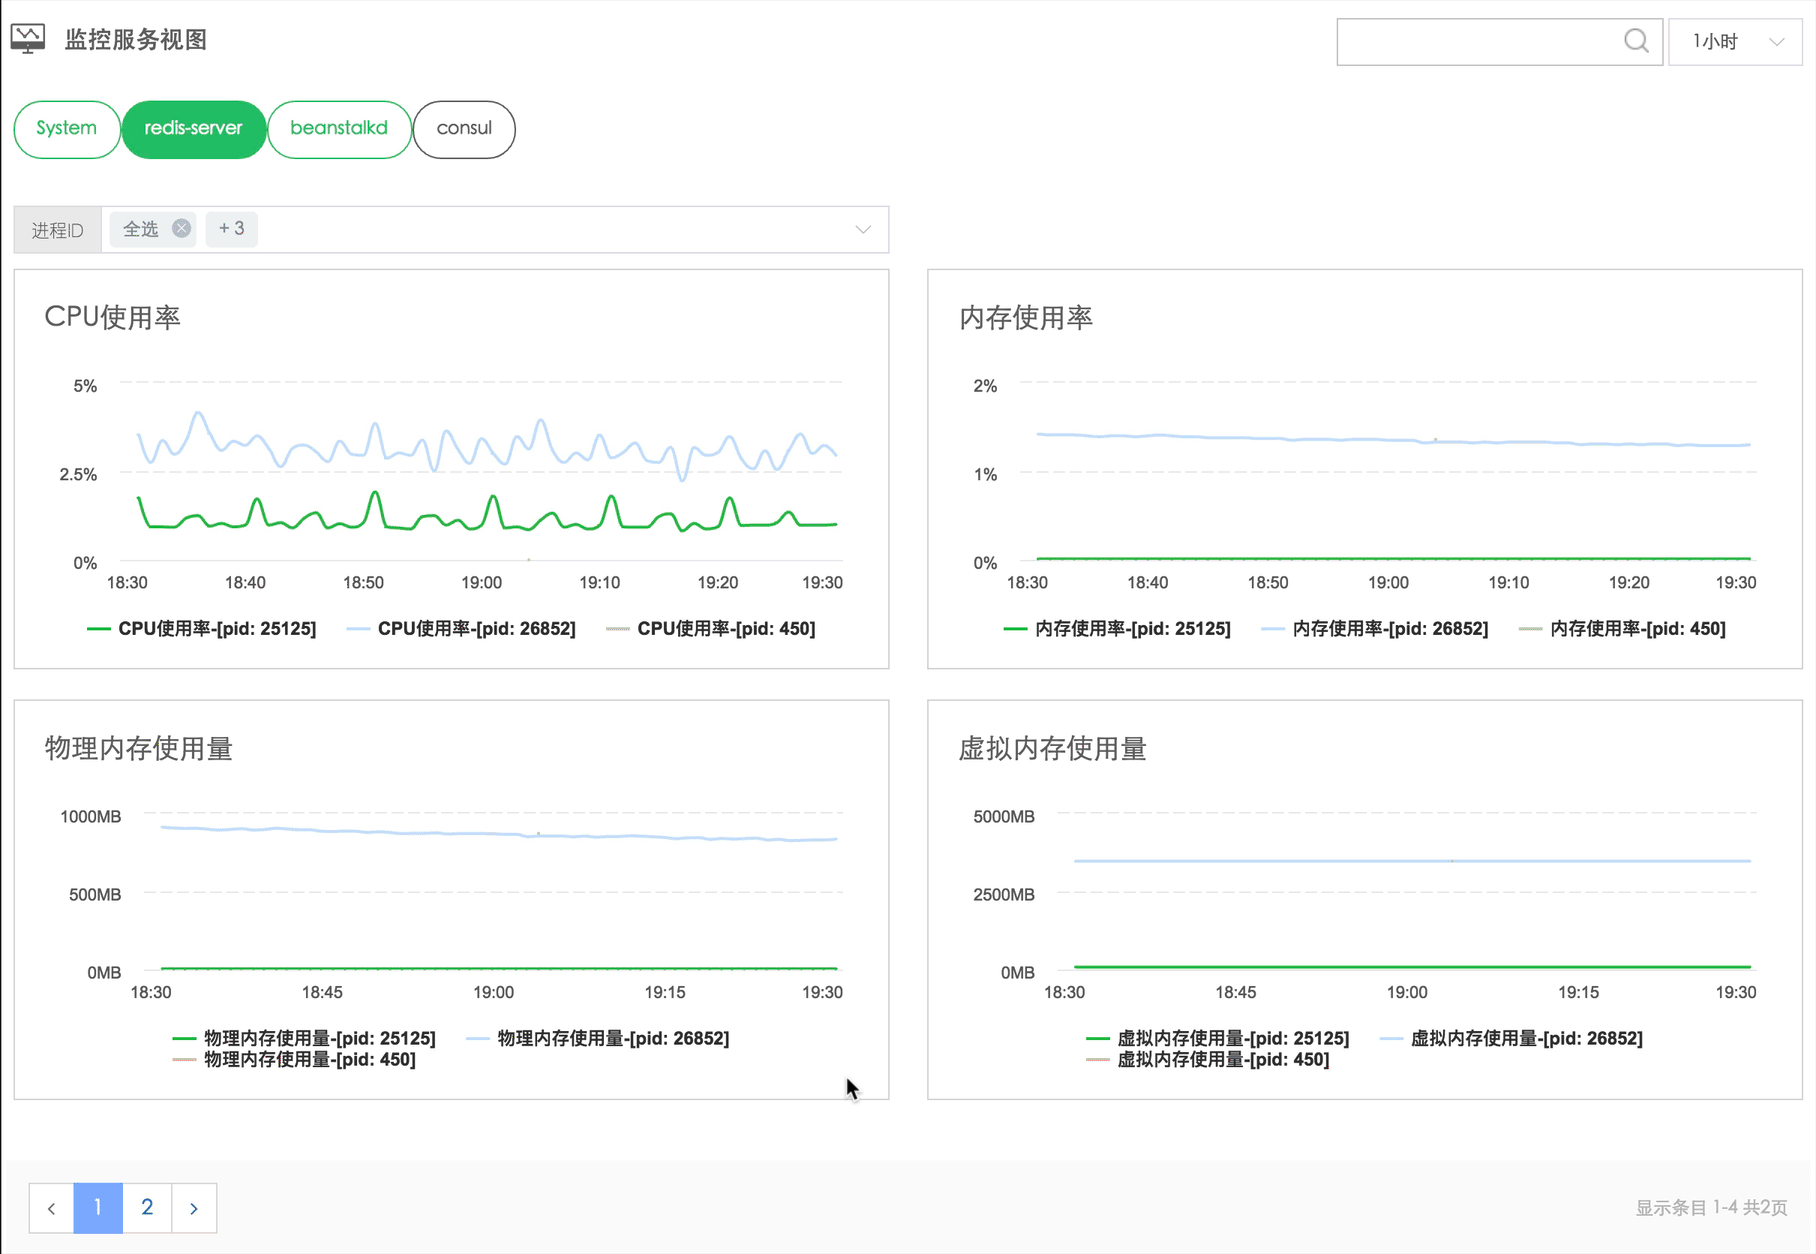 监控服务视图
1小时
System
redis-server
beanstalkd
consul
进程ID
全选
+ 3
CPU使用率
5%
2.5%
0%
18:30 18:40 18:50 19:00 19:10 19:20 19:30
CPU使用率-[pid: 25125] CPU使用率-[pid: 26852] CPU使用率-[pid: 450]
内存使用率
2%
1%
0%
18:30 18:40 18:50 19:00 19:10 19:20 19:30
内存使用率-[pid: 25125] 内存使用率-[pid: 26852] 内存使用率-[pid: 450]
物理内存使用量
1000MB
500MB
0MB
18:30 18:45 19:00 19:15 19:30
物理内存使用量-[pid: 25125] 物理内存使用量-[pid: 26852]
物理内存使用量-[pid: 450]
虚拟内存使用量
5000MB
2500MB
0MB
18:30 18:45 19:00 19:15 19:30
虚拟内存使用量-[pid: 25125] 虚拟内存使用量-[pid: 26852]
虚拟内存使用量-[pid: 450]
‹ 1 2 ›
显示条目 1-4 共2页